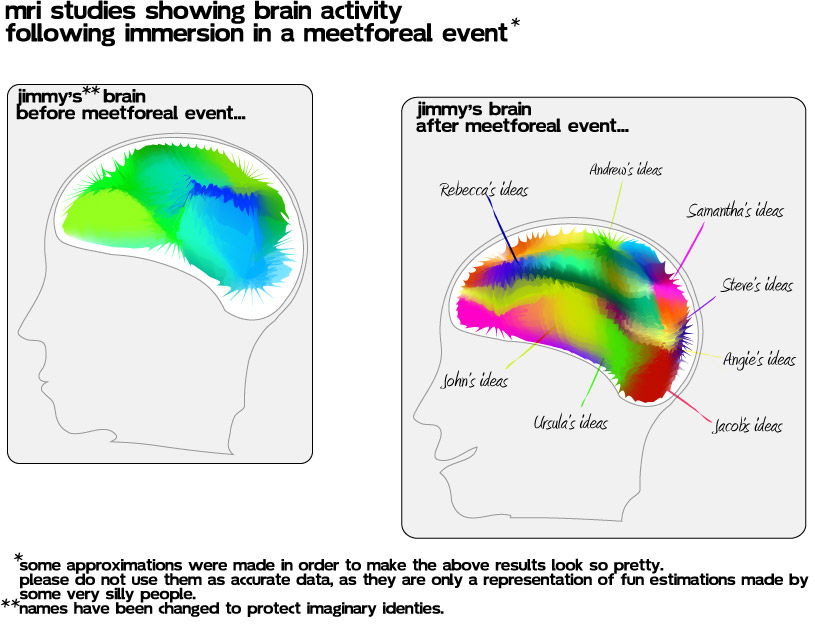 mri studies showing brain activity
following immersion in a meetforeal event*
jimmy's** brain
before meetforeal event...
jimmy's brain
after meetforeal event...
Andrew's ideas
Rebecca's ideas
Samantha's ideas
Steve's ideas
Angie's ideas
John's ideas
Ursula's ideas
Jacob's ideas
*some approximations were made in order to make the above results look so pretty.
please do not use them as accurate data, as they are only a representation of fun estimations made by
some very silly people.
**names have been changed to protect imaginary identies.